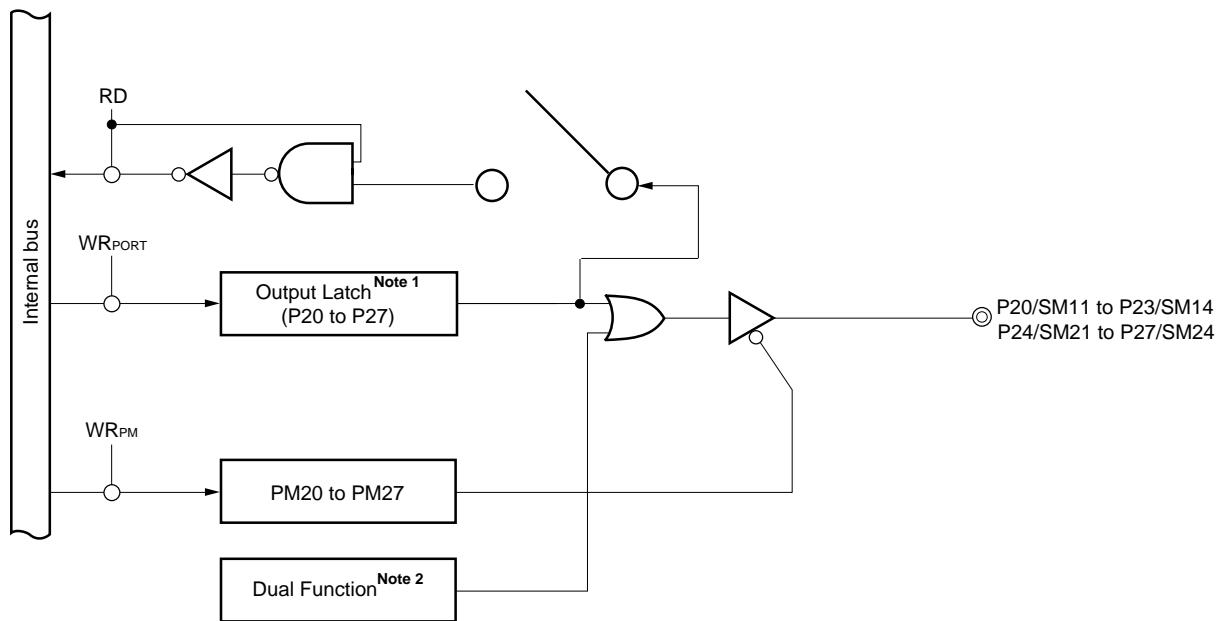 RD
Internal bus
WRPORT
Output Latch Note 1
(P20 to P27)
P20/SM11 to P23/SM14
P24/SM21 to P27/SM24
WRPM
PM20 to PM27
Dual Function Note 2